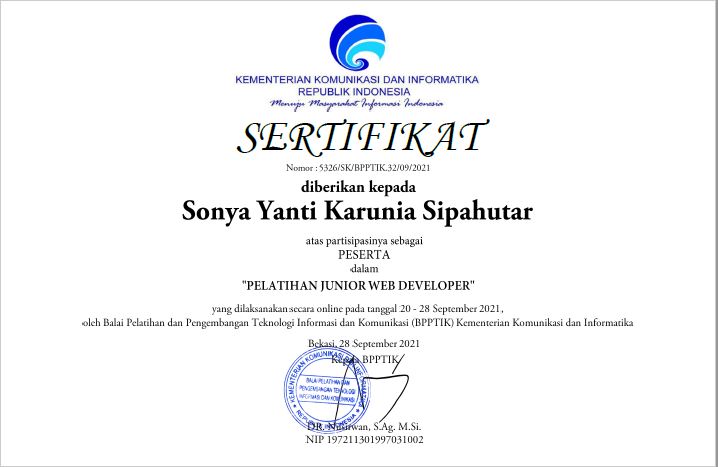 KEMENTERIAN KOMUNIKASI DAN INFORMATIKA
REPUBLIK INDONESIA
Menuju Masyarakat Informasi Indonesia
SERTIFIKAT
Nomor : 5326/SK/BPPTIK.32/09/2021
diberikan kepada
Sonya Yanti Karunia Sipahutar
atas partisipasinya sebagai
PESERTA
dalam
"PELATIHAN JUNIOR WEB DEVELOPER"
yang dilaksanakan secara online pada tanggal 20 - 28 September 2021,
oleh Balai Pelatihan dan Pengembangan Teknologi Informasi dan Komunikasi (BPPTIK) Kementerian Komunikasi dan Informatika
Bekasi, 28 September 2021
Kepala BPPTIK
KEMENTERIAN KOMUNIKASI DAN INFORMATIKA
BALAI PELATIHAN DAN
PENGEMBANGAN TEKNOLOGI
INFORMASI DAN KOMUNIKASI
REPUBLIK INDONESIA
DR. Nusirwan, S.Ag. M.Si.
NIP 197211301997031002